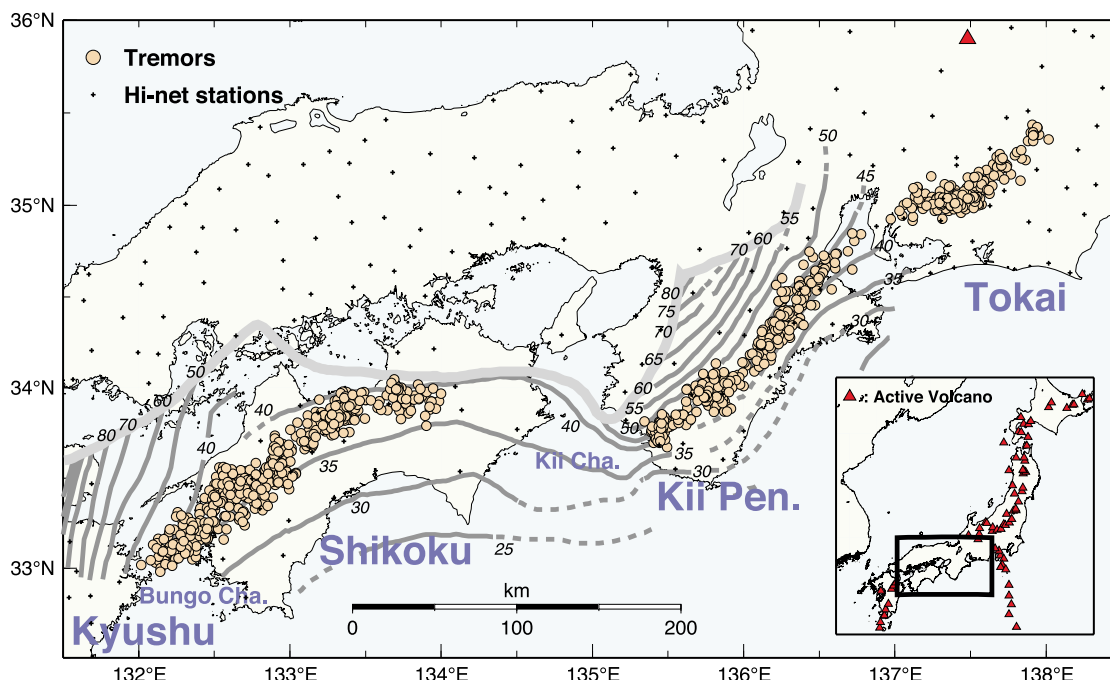 36°N
35°N
34°N
33°N
Tremors
Hi-net stations
50
45
55
60
70
40
35
80
75
70
30
65
60
55
50
Tokai
50
60
70
80
40
40
40
35
35
30
30
25
Kii Cha.
Kii Pen.
Shikoku
Bungo Cha.
Kyushu
km
0
100
200
: Active Volcano
132°E
133°E
134°E
135°E
136°E
137°E
138°E